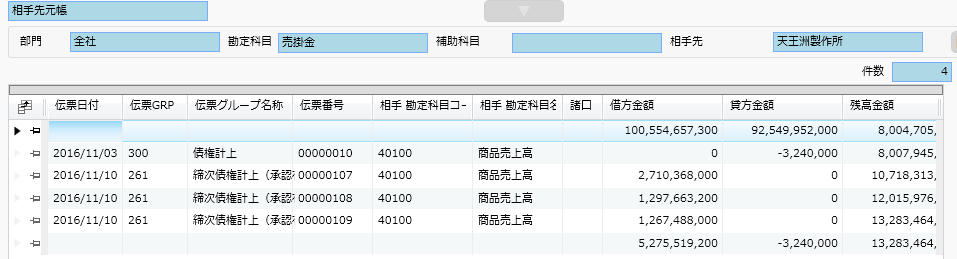 相手先元帳
部門 全社 勘定科目 売掛金 補助科目 相手先 天王洲製作所
件数 4
伝票日付 伝票GRP 伝票グループ名称 伝票番号 相手 勘定科目コー 相手 勘定科目名 諸口 借方金額 貸方金額 残高金額
100,554,657,300 92,549,952,000 8,004,705,
2016/11/03 300 債権計上 00000010 40100 商品売上高 0 -3,240,000 8,007,945,
2016/11/10 261 締次債権計上（承認 00000107 40100 商品売上高 2,710,368,000 0 10,718,313,
2016/11/10 261 締次債権計上（承認 00000108 40100 商品売上高 1,297,663,200 0 12,015,976,
2016/11/10 261 締次債権計上（承認 00000109 40100 商品売上高 1,267,488,000 0 13,283,464,
5,275,519,200 -3,240,000 13,283,464,